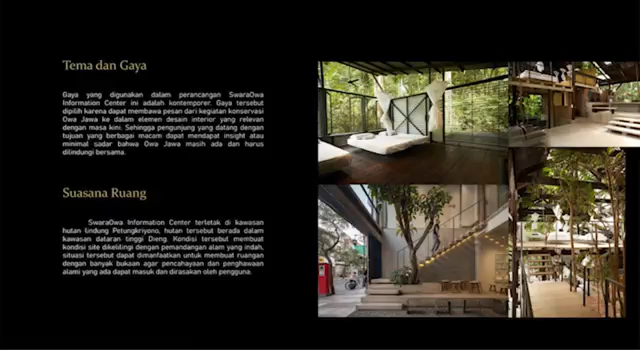 Tema dan Gaya
Gaya yang digunakan dalam perancangan SwaraOwa
Information Center ini adalah kontemporer. Gaya tersebut
dipilih karena dapat membawa pesan dari kegiatan konservasi
Owa Jawa ke dalam elemen desain interior yang relevan
dengan masa kini. Sehingga pengunjung yang datang dengan
tujuan yang berbagai macam dapat mendapat insight atau
minimal sadar bahwa Owa Jawa masih ada dan harus
dilindungi bersama.
Suasana Ruang
SwaraOwa Information Center terletak di kawasan
hutan lindung Petungkriyono, hutan tersebut berada dalam
kawasan dataran tinggi Dieng. Kondisi tersebut membuat
kondisi site dikelilingi dengan pemandangan alam yang indah,
situasi tersebut dapat dimanfaatkan untuk membuat ruangan
dengan banyak bukaan agar pencahayaan dan penghawaan
alami yang ada dapat masuk dan dirasakan oleh pengguna.